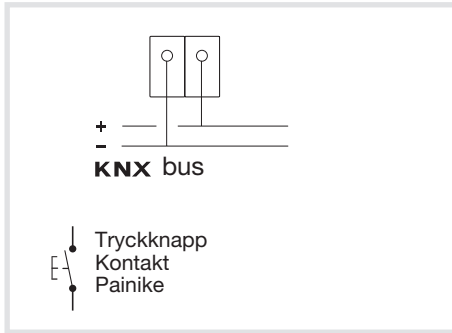 +
−
KNX bus
Tryckknapp
Kontakt
Painike